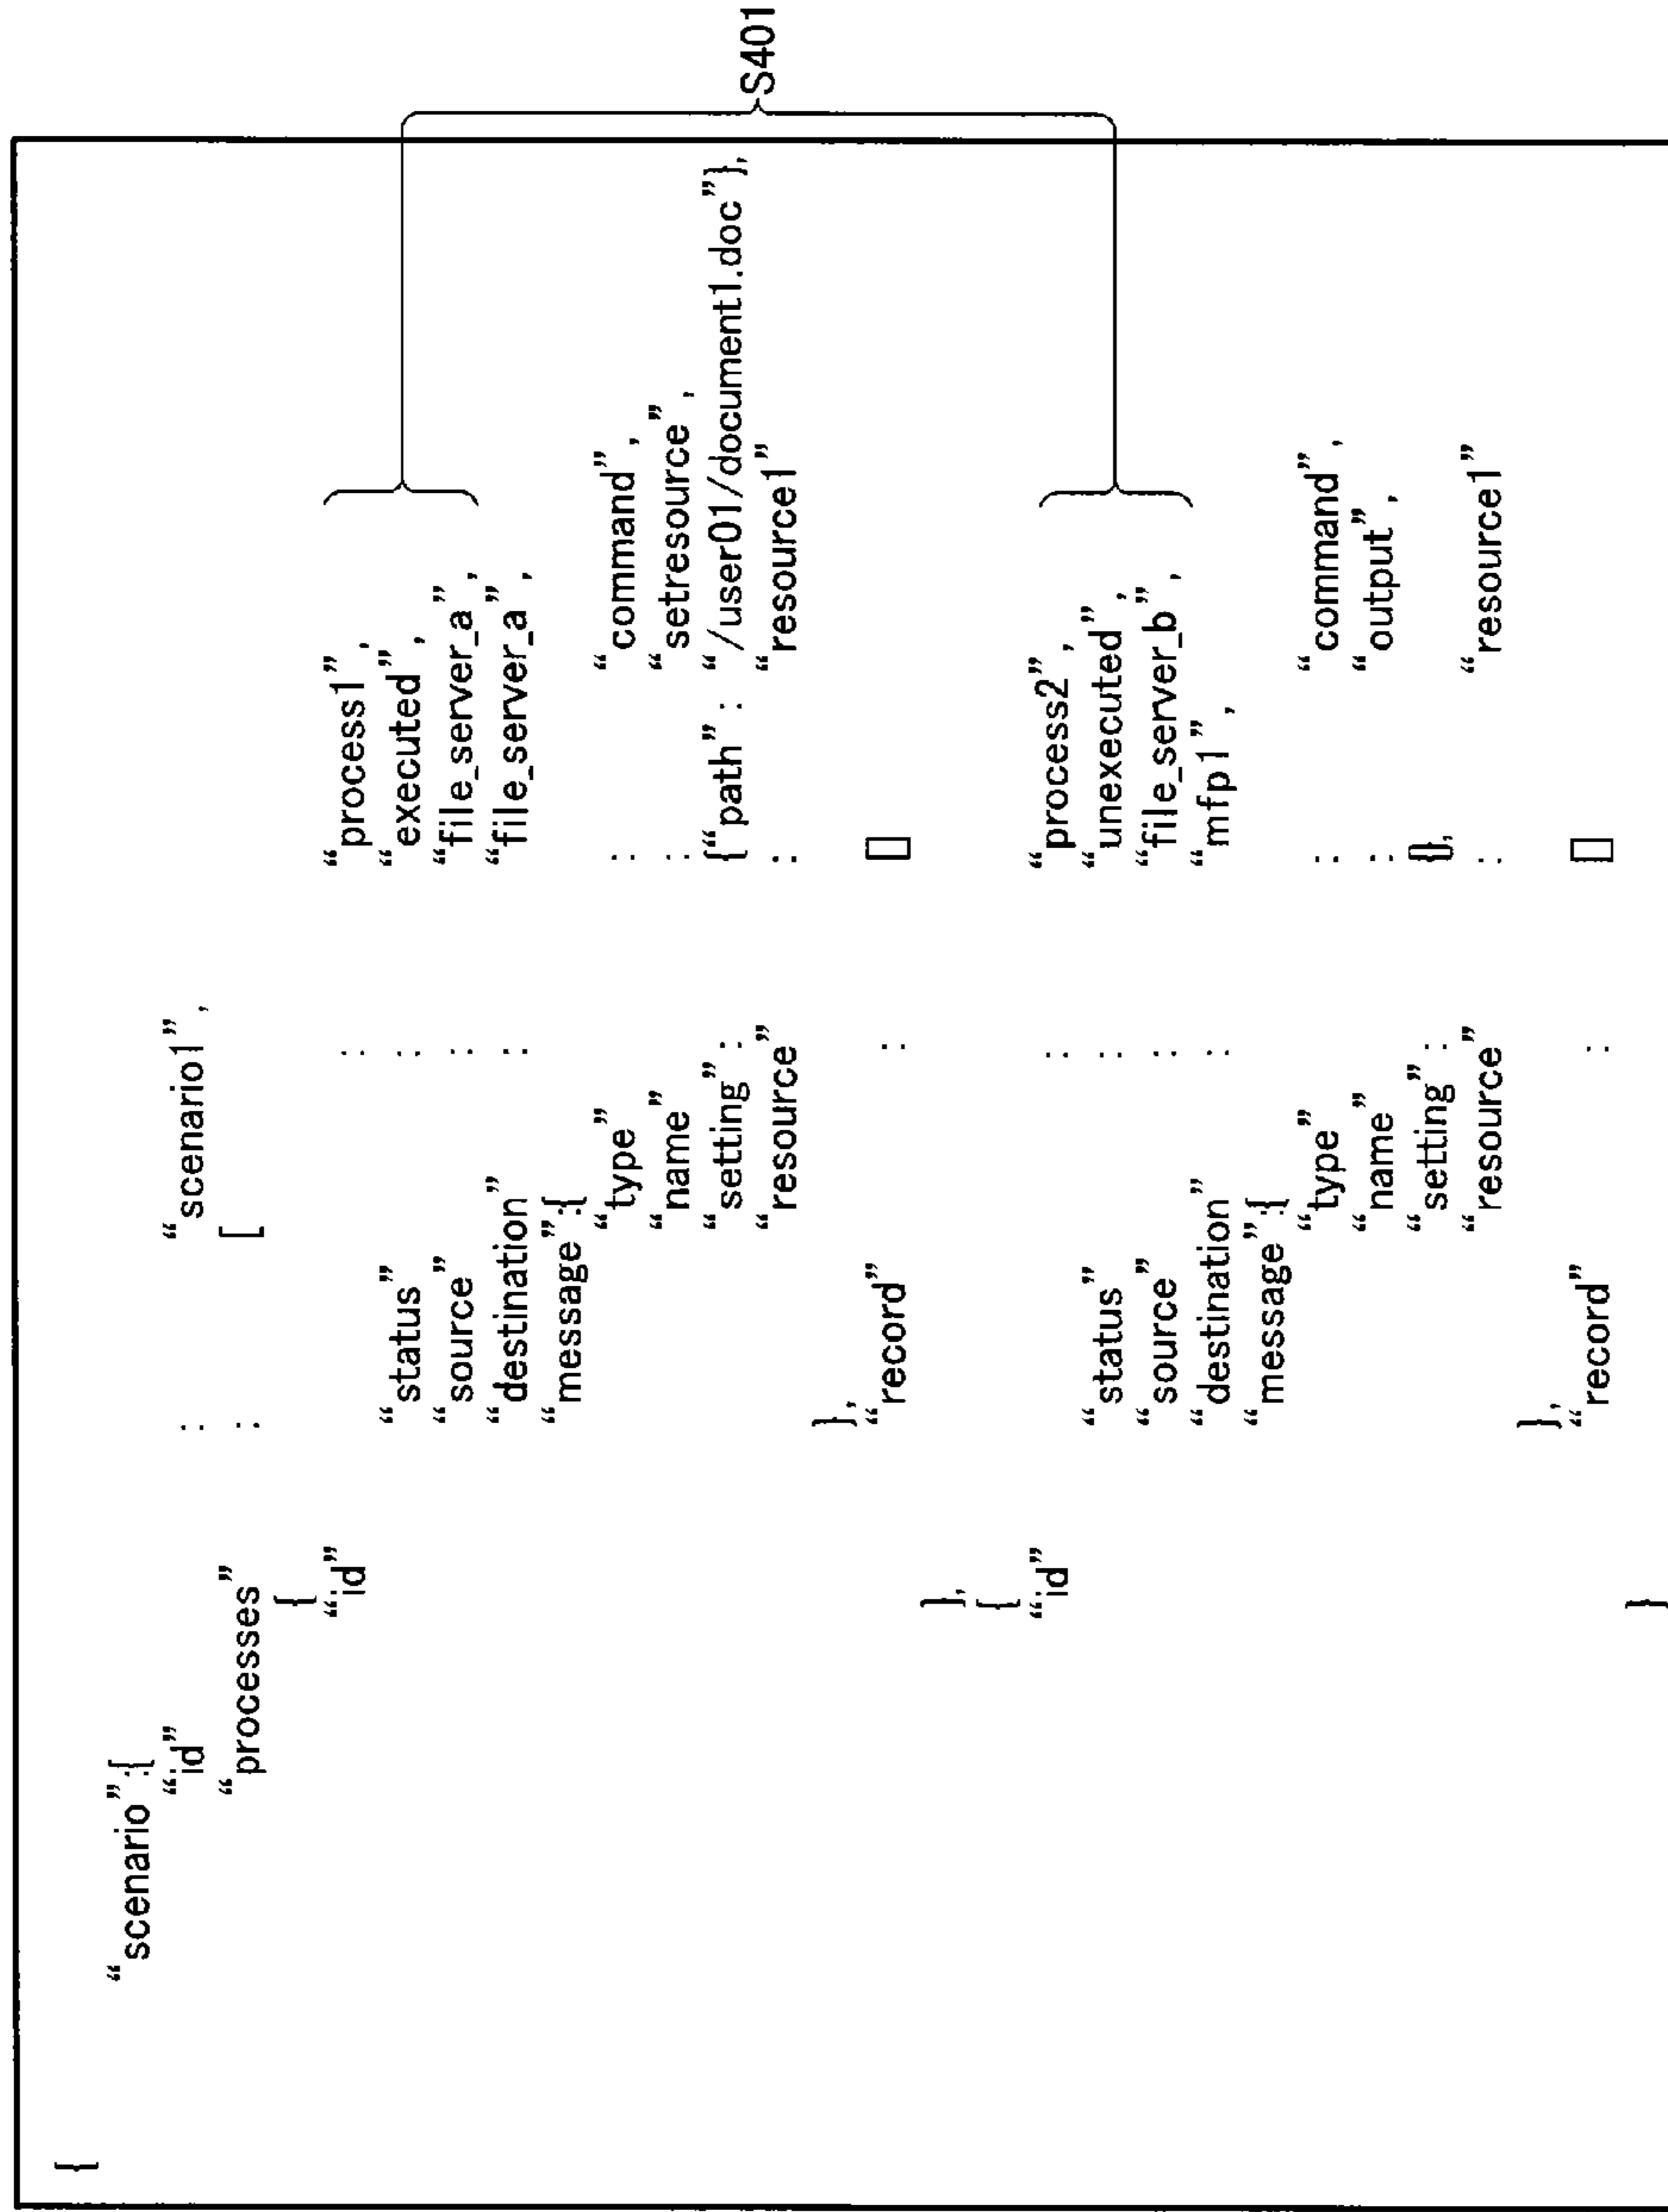 {
“scenario”:{
“id” : “scenario1”,
“processes” : [
{
“id” : “process1”,
“status” : “executed”,
“source” : “file_server_a”,
“destination” : “file_server_a”,
“message”:{
“type” : “command”,
“name” : “setresource”,
“setting” : {“path” : “/user01/document1.doc”},
“resource” : “resource1”
},
“record” : []
},
{
“id” : “process2”,
“status” : “unexecuted”,
“source” : “file_server_b”,
“destination” : “mfp1”,
“message”:{
“type” : “command”,
“name” : “output”,
“setting” : {},
“resource” : “resource1”
},
“record” : []
}
S401